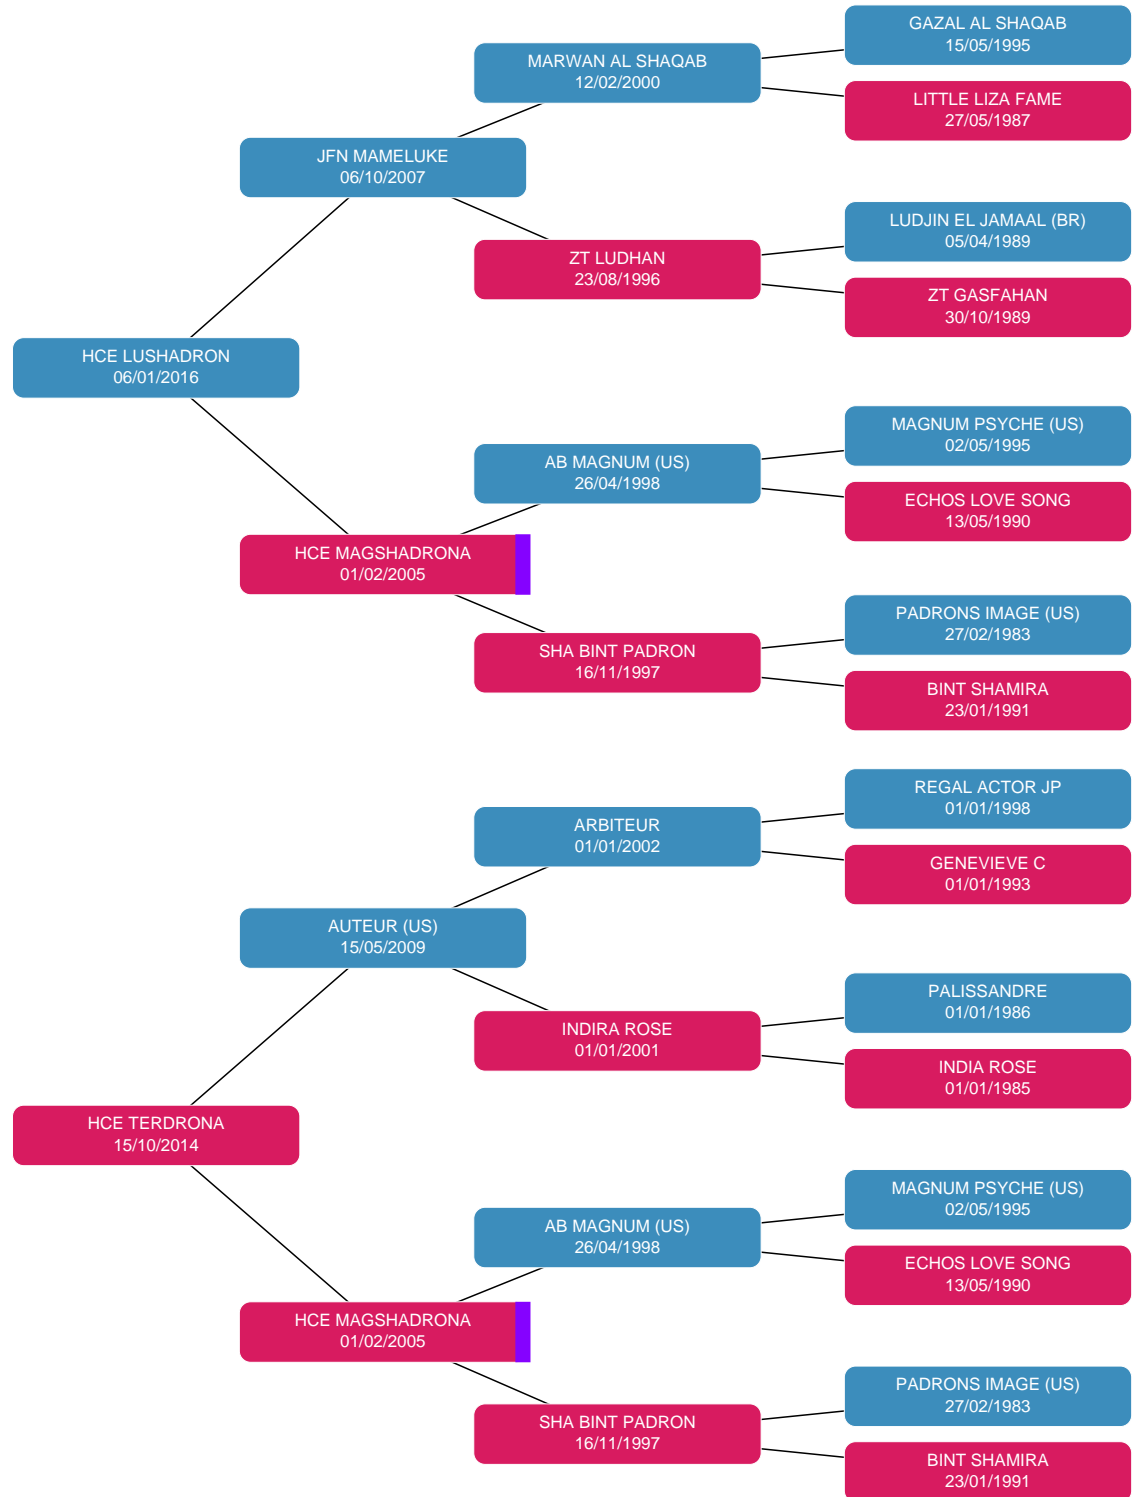 GAZAL AL SHAQAB
15/05/1995
MARWAN AL SHAQAB
12/02/2000
LITTLE LIZA FAME
27/05/1987
JFN MAMELUKE
06/10/2007
LUDJIN EL JAMAAL (BR)
05/04/1989
ZT LUDHAN
23/08/1996
ZT GASFAHAN
30/10/1989
HCE LUSHADRON
06/01/2016
MAGNUM PSYCHE (US)
02/05/1995
AB MAGNUM (US)
26/04/1998
ECHOS LOVE SONG
13/05/1990
HCE MAGSHADRONA
01/02/2005
PADRONS IMAGE (US)
27/02/1983
SHA BINT PADRON
16/11/1997
BINT SHAMIRA
23/01/1991
REGAL ACTOR JP
01/01/1998
ARBITEUR
01/01/2002
GENEVIEVE C
01/01/1993
AUTEUR (US)
15/05/2009
PALISSANDRE
01/01/1986
INDIRA ROSE
01/01/2001
INDIA ROSE
01/01/1985
HCE TERDRONA
15/10/2014
MAGNUM PSYCHE (US)
02/05/1995
AB MAGNUM (US)
26/04/1998
ECHOS LOVE SONG
13/05/1990
HCE MAGSHADRONA
01/02/2005
PADRONS IMAGE (US)
27/02/1983
SHA BINT PADRON
16/11/1997
BINT SHAMIRA
23/01/1991